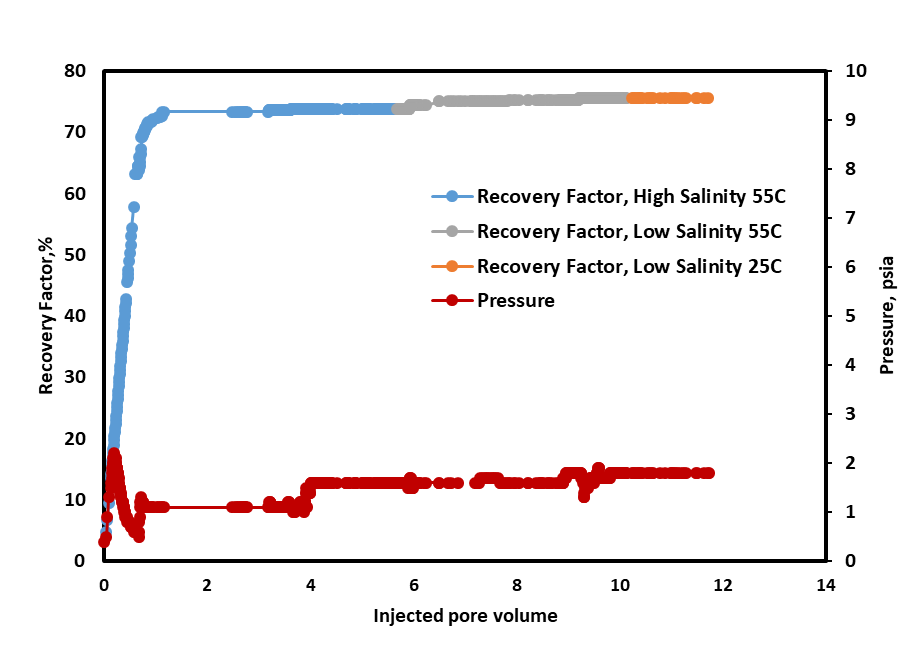 80
70
60
50
40
30
20
10
0
Recovery Factor,%
10
9
8
7
6
5
4
3
2
1
0
Pressure, psia
Recovery Factor, High Salinity 55C
Recovery Factor, Low Salinity 55C
Recovery Factor, Low Salinity 25C
Pressure
0 2 4 6 8 10 12 14
Injected pore volume